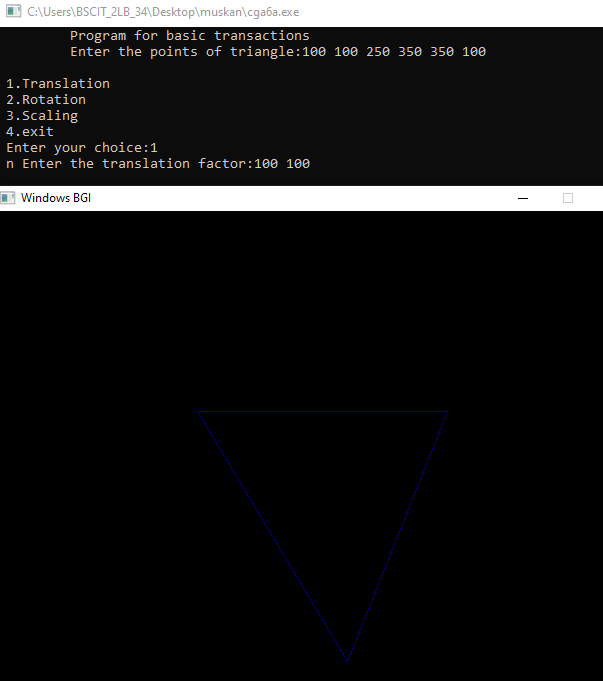 C:\Users\BSCIT_2LB_34\Desktop\muskan\cga6a.exe
Program for basic transactions
Enter the points of triangle:100 100 250 350 350 100
1.Translation
2.Rotation
3.Scaling
4.exit
Enter your choice:1
n Enter the translation factor:100 100
Windows BGI